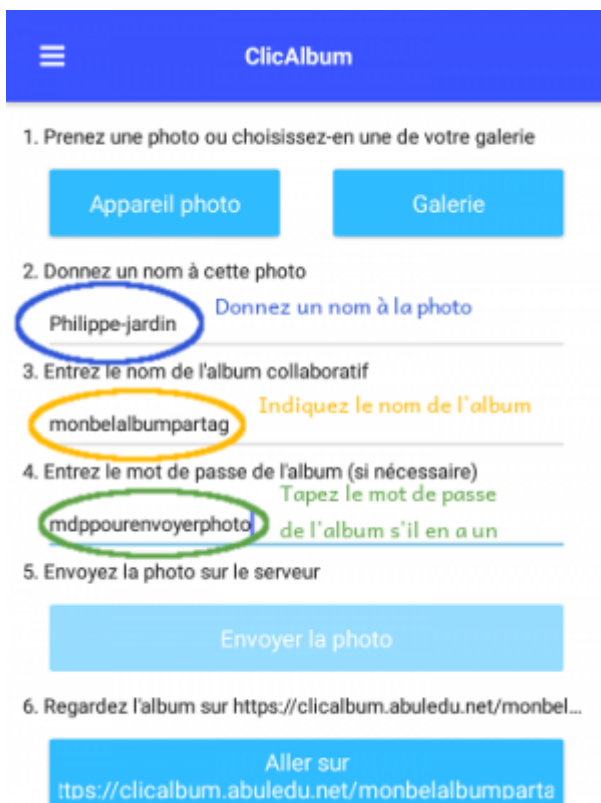 ClicAlbum
1. Prenez une photo ou choisissez-en une de votre galerie
Appareil photo
Galerie
2. Donnez un nom à cette photo
Donnez un nom à la photo
Philippe-jardin
3. Entrez le nom de l'album collaboratif
Indiquez le nom de l'album
monbelalbumpartag
4. Entrez le mot de passe de l'album (si nécessaire)
Tapez le mot de passe
mdppourenvoyerphoto
de l'album s'il en a un
5. Envoyez la photo sur le serveur
Envoyer la photo
6. Regardez l'album sur https://clicalbum.abuledu.net/monbel...
Aller sur
ttps://clicalbum.abuledu.net/monbelalbumparta